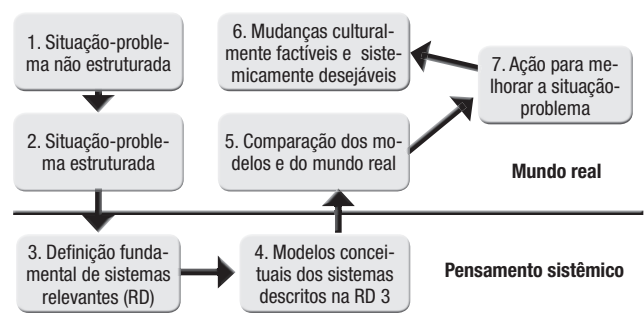 1. Situação-proble-
ma não estruturada
2. Situação-proble-
ma estruturada
3. Definição funda-
mental de sistemas
relevantes (RD)
4. Modelos concei-
tuais dos sistemas
descritos na RD 3
5. Comparação dos mo-
delos e do mundo real
6. Mudanças cultural-
mente factíveis e siste-
micamente desejáveis
7. Ação para me-
lhorar a situação-
problema
Mundo real
Pensamento sistêmico